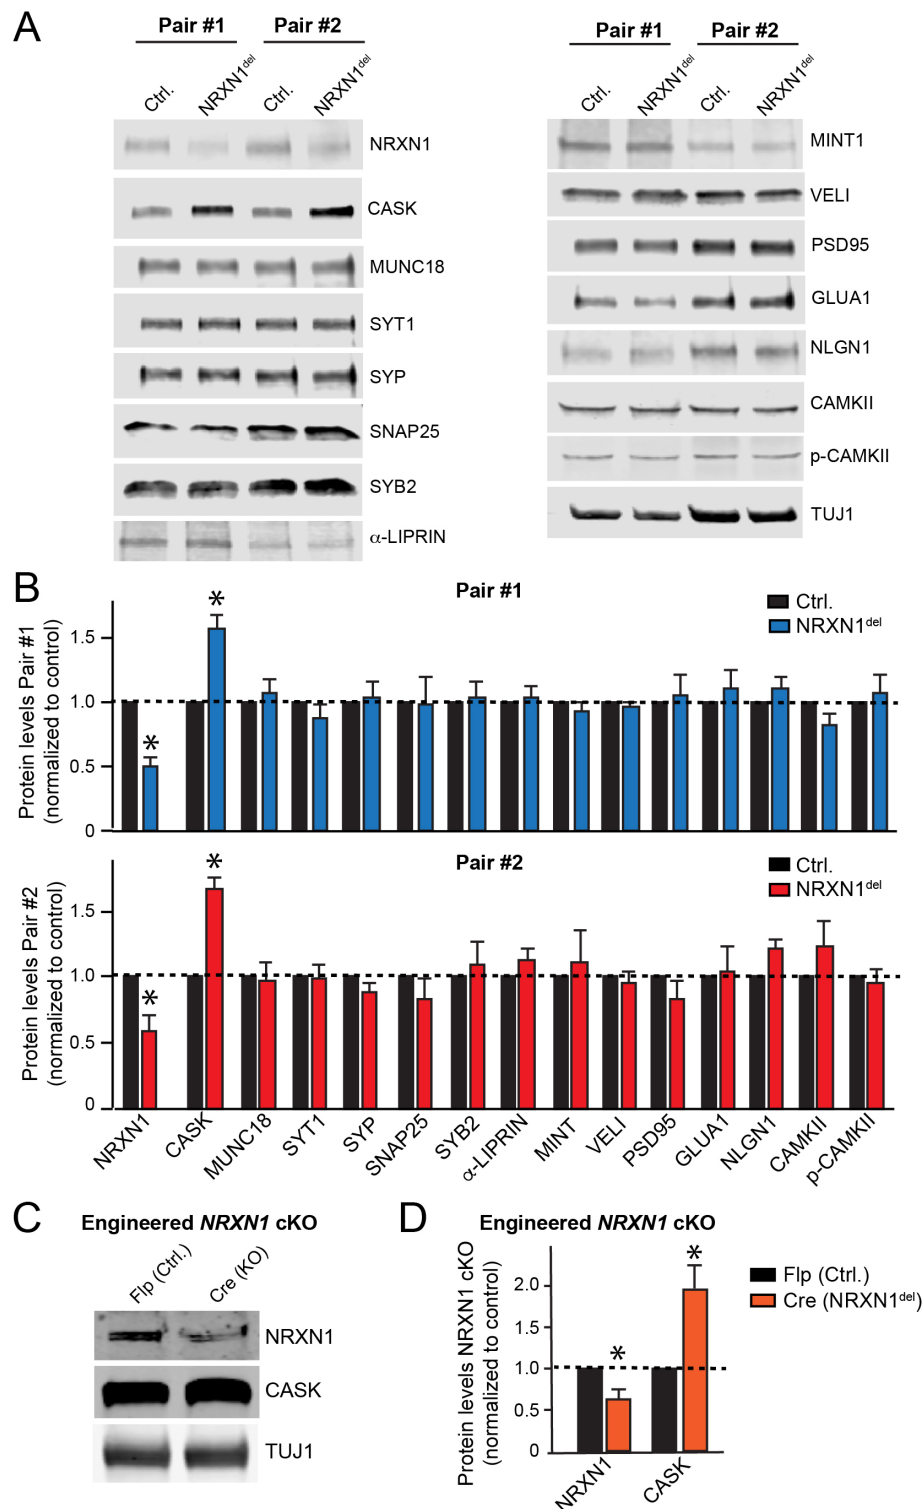 A
Pair #1 Pair #2
Ctrl. NRXN1del Ctrl. NRXN1del
NRXN1
CASK
MUNC18
SYT1
SYP
SNAP25
SYB2
α-LIPRIN
Pair #1 Pair #2
Ctrl. NRXN1del Ctrl. NRXN1del
MINT1
VELI
PSD95
GLUA1
NLGN1
CAMKII
p-CAMKII
TUJ1
B
Pair #1
Ctrl.
NRXN1del
Protein levels Pair #1
(normalized to control)
1.5
1.0
0.5
0
* *
Pair #2
Ctrl.
NRXN1del
Protein levels Pair #2
(normalized to control)
1.5
1.0
0.5
0
* *
NRXN1 CASK MUNC18 SYT1 SYP SNAP25 SYB2 α-LIPRIN MINT VELI PSD95 GLUA1 NLGN1 CAMKII p-CAMKII
C
Engineered NRXN1 cKO
Flp (Ctrl.) Cre (KO)
NRXN1
CASK
TUJ1
D
Engineered NRXN1 cKO
Protein levels NRXN1 cKO
(normalized to control)
2.0
1.0
0.5
0
* *
NRXN1 CASK
Flp (Ctrl.)
Cre (NRXN1del)